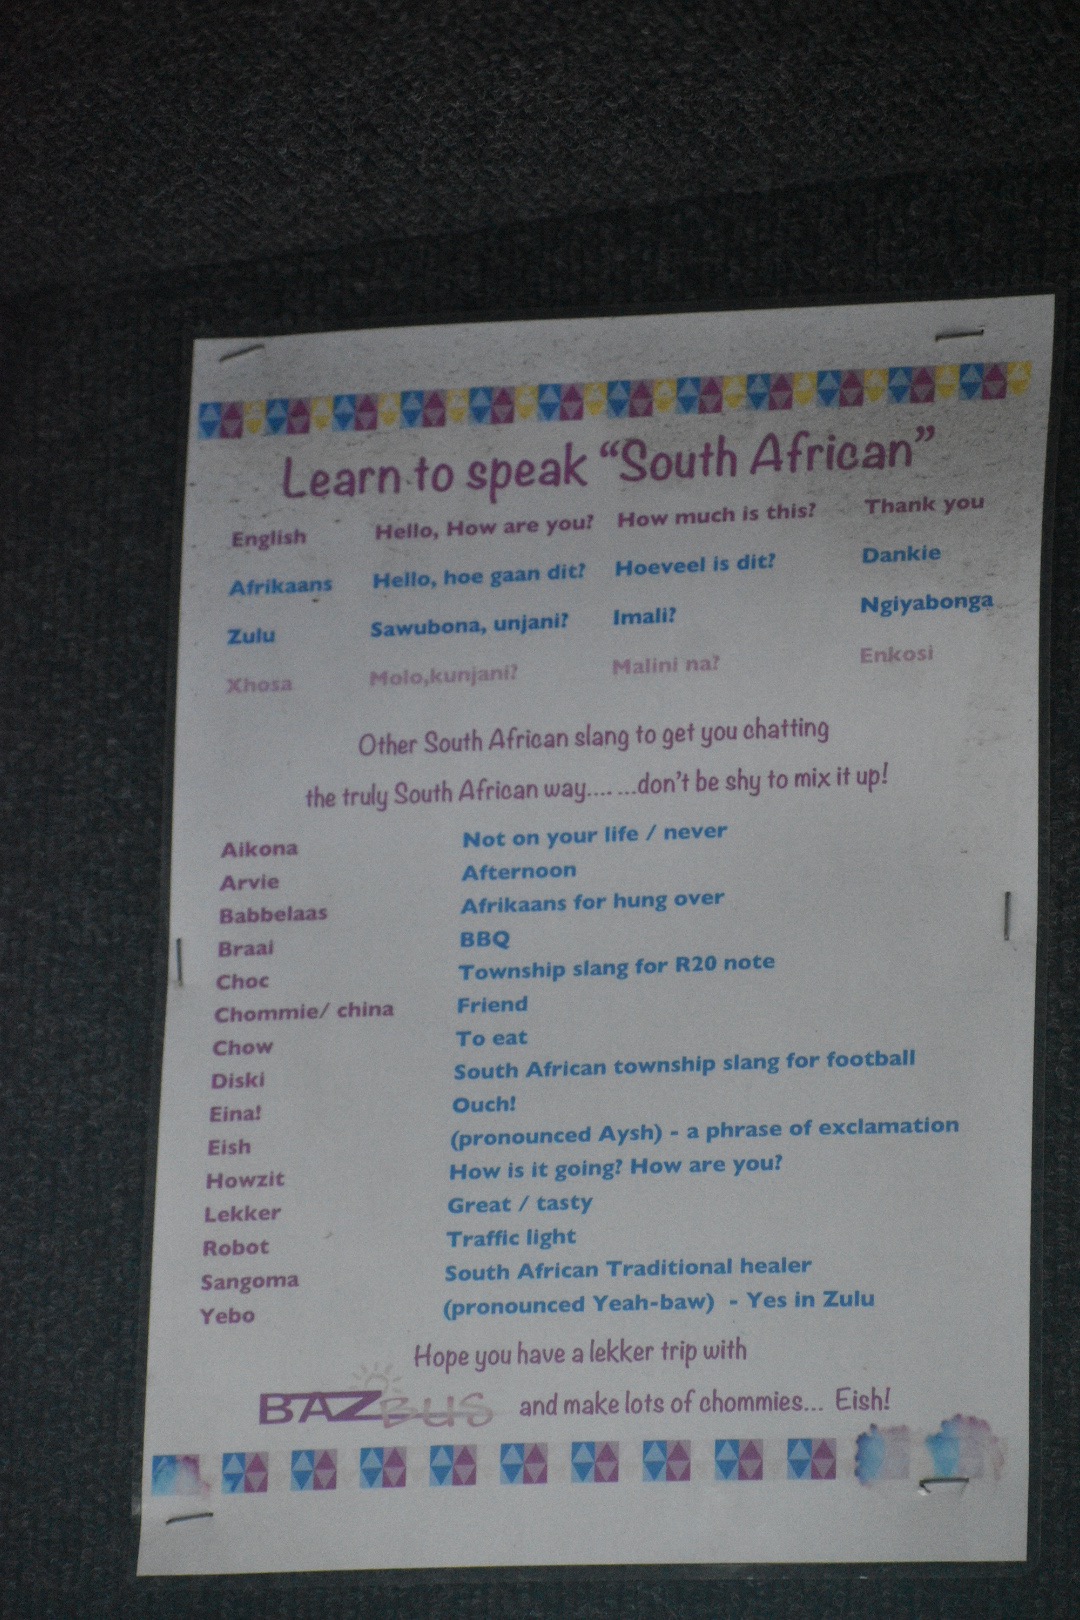 Learn to speak “South African”
English Hello, How are you? How much is this? Thank you
Afrikaans Hello, hoe gaan dit? Hoeveel is dit? Dankie
Zulu Sawubona, unjani? Imali? Ngiyabonga
Xhosa Molo,kunjani? Malini na? Enkosi
Other South African slang to get you chatting
the truly South African way.... ...don't be shy to mix it up!
Aikona Not on your life / never
Arvie Afternoon
Babbelaas Afrikaans for hung over
Braai BBQ
Choc Township slang for R20 note
Chommie/ china Friend
Chow To eat
Diski South African township slang for football
Eina! Ouch!
Eish (pronounced Aysh) - a phrase of exclamation
Howzit How is it going? How are you?
Lekker Great / tasty
Robot Traffic light
Sangoma South African Traditional healer
Yebo (pronounced Yeah-baw) - Yes in Zulu
Hope you have a lekker trip with
BAZ BUS and make lots of chommies... Eish!